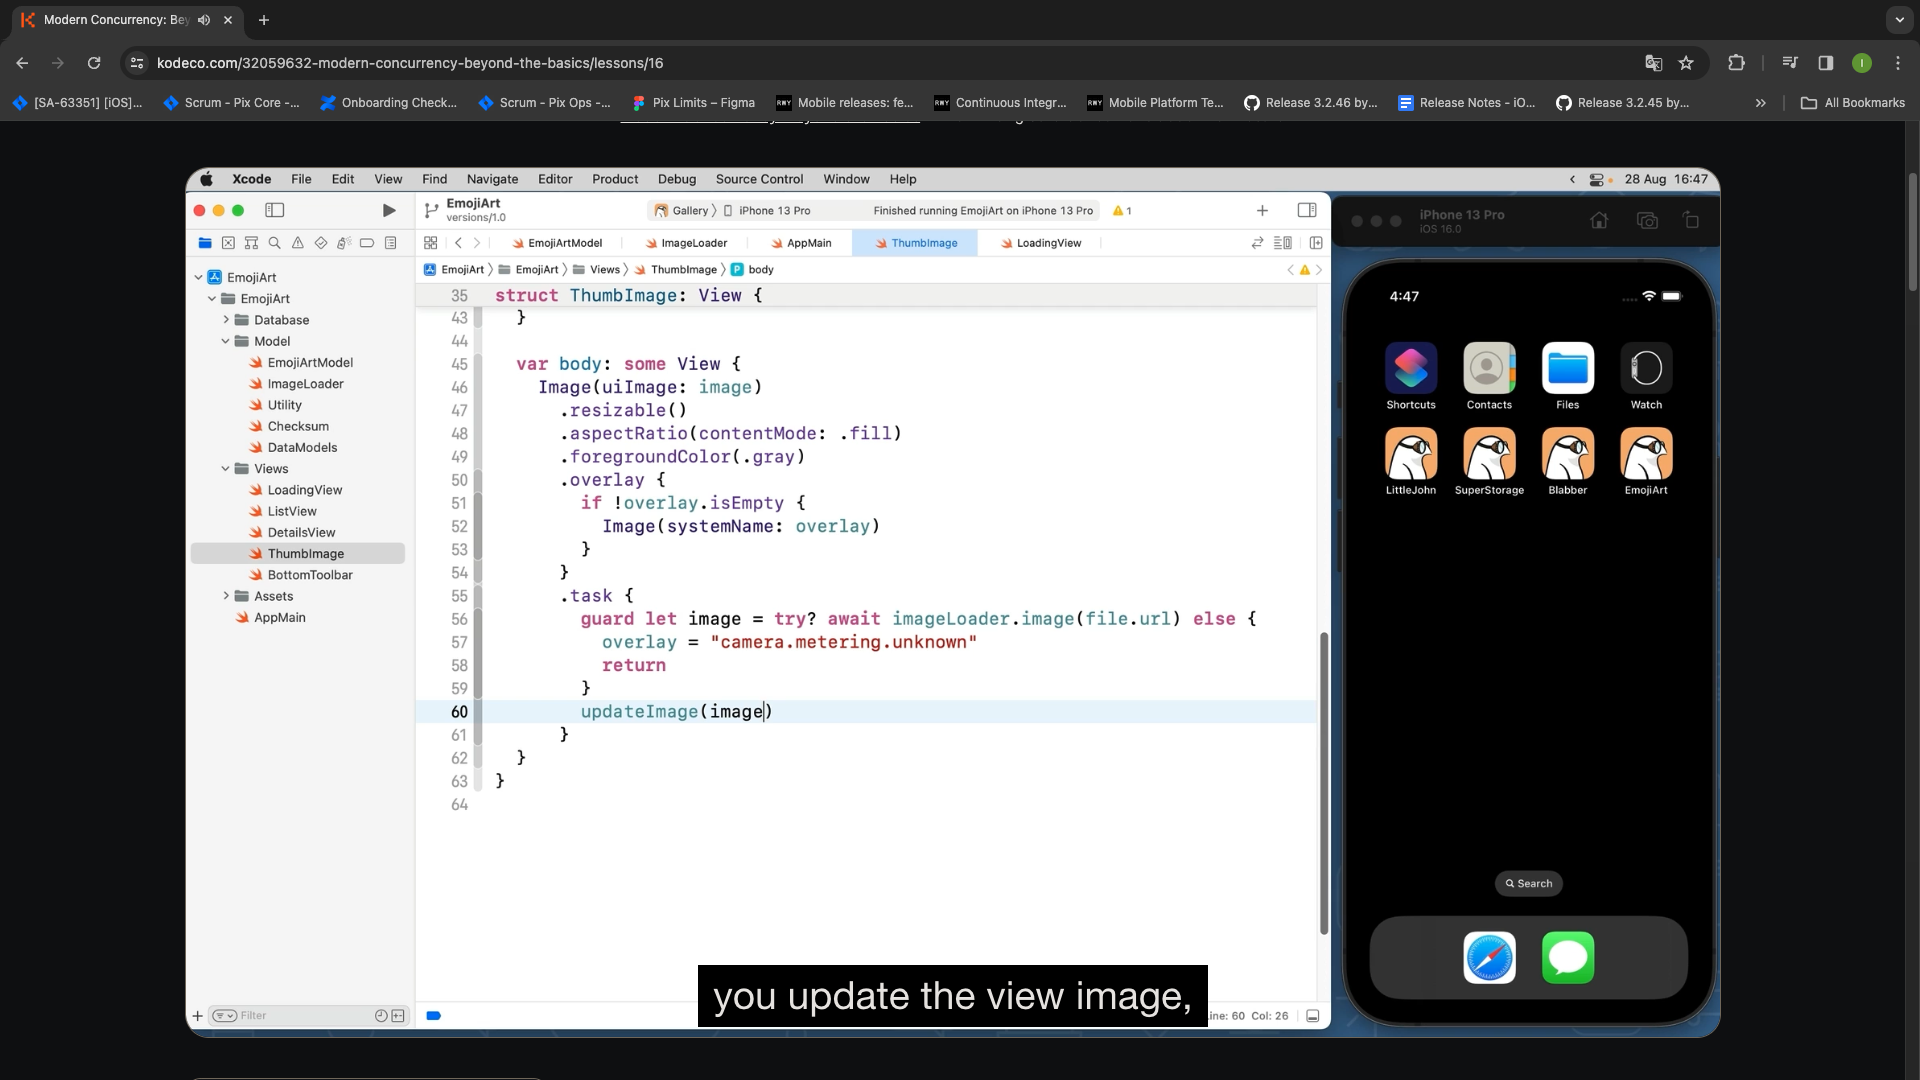 Modern Concurrency: Bey
kodeco.com/32059632-modern-concurrency-beyond-the-basics/lessons/16
I
[SA-63351] [iOS]...
Scrum - Pix Core -...
Onboarding Check...
Scrum - Pix Ops -...
Pix Limits – Figma
Mobile releases: fe...
Continuous Integr...
Mobile Platform Te...
Release 3.2.46 by...
Release Notes - iO...
Release 3.2.45 by...
All Bookmarks
Xcode File Edit View Find Navigate Editor Product Debug Source Control Window Help
28 Aug 16:47
EmojiArt
versions/1.0
Gallery
iPhone 13 Pro
Finished running EmojiArt on iPhone 13 Pro
1
EmojiArtModel
ImageLoader
AppMain
ThumbImage
LoadingView
EmojiArt
EmojiArt
Views
ThumbImage
body
EmojiArt
EmojiArt
Database
Model
EmojiArtModel
ImageLoader
Utility
Checksum
DataModels
Views
LoadingView
ListView
DetailsView
ThumbImage
BottomToolbar
Assets
AppMain
Filter
35 struct ThumbImage: View {
43 }
44
45 var body: some View {
46 Image(uiImage: image)
47 .resizable()
48 .aspectRatio(contentMode: .fill)
49 .foregroundColor(.gray)
50 .overlay {
51 if !overlay.isEmpty {
52 Image(systemName: overlay)
53 }
54 }
55 .task {
56 guard let image = try? await imageLoader.image(file.url) else {
57 overlay = "camera.metering.unknown"
58 return
59 }
60 updateImage(image)
61 }
62 }
63 }
64
Line: 60 Col: 26
you update the view image,
iPhone 13 Pro
iOS 16.0
4:47
Shortcuts
Contacts
Files
Watch
LittleJohn
SuperStorage
Blabber
EmojiArt
Search